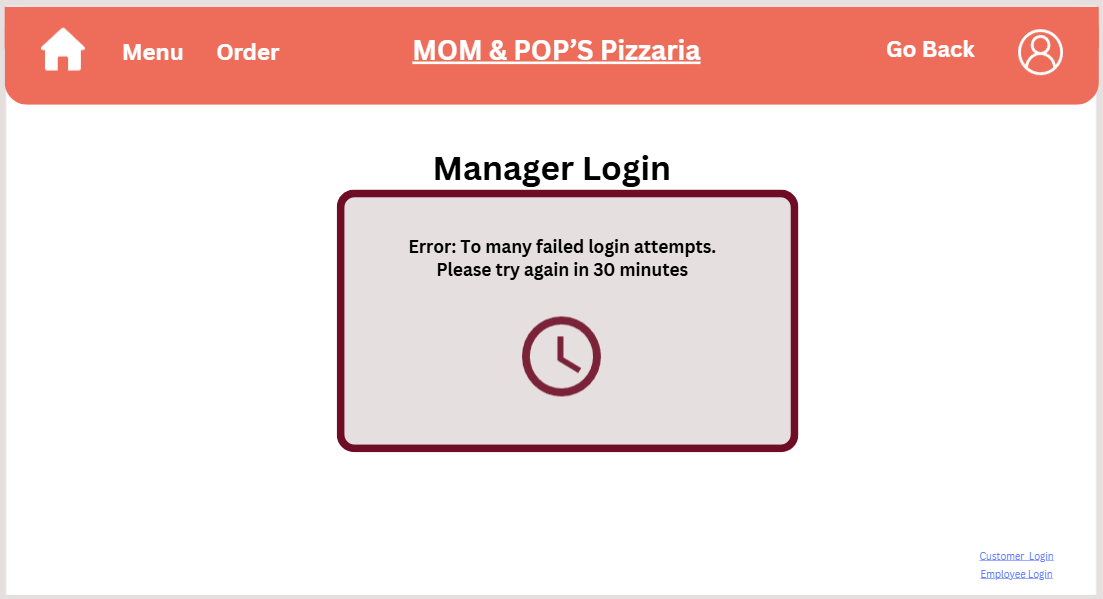 Menu Order MOM & POP’S Pizzaria Go Back
Manager Login
Error: To many failed login attempts.
Please try again in 30 minutes
Customer Login
Employee Login